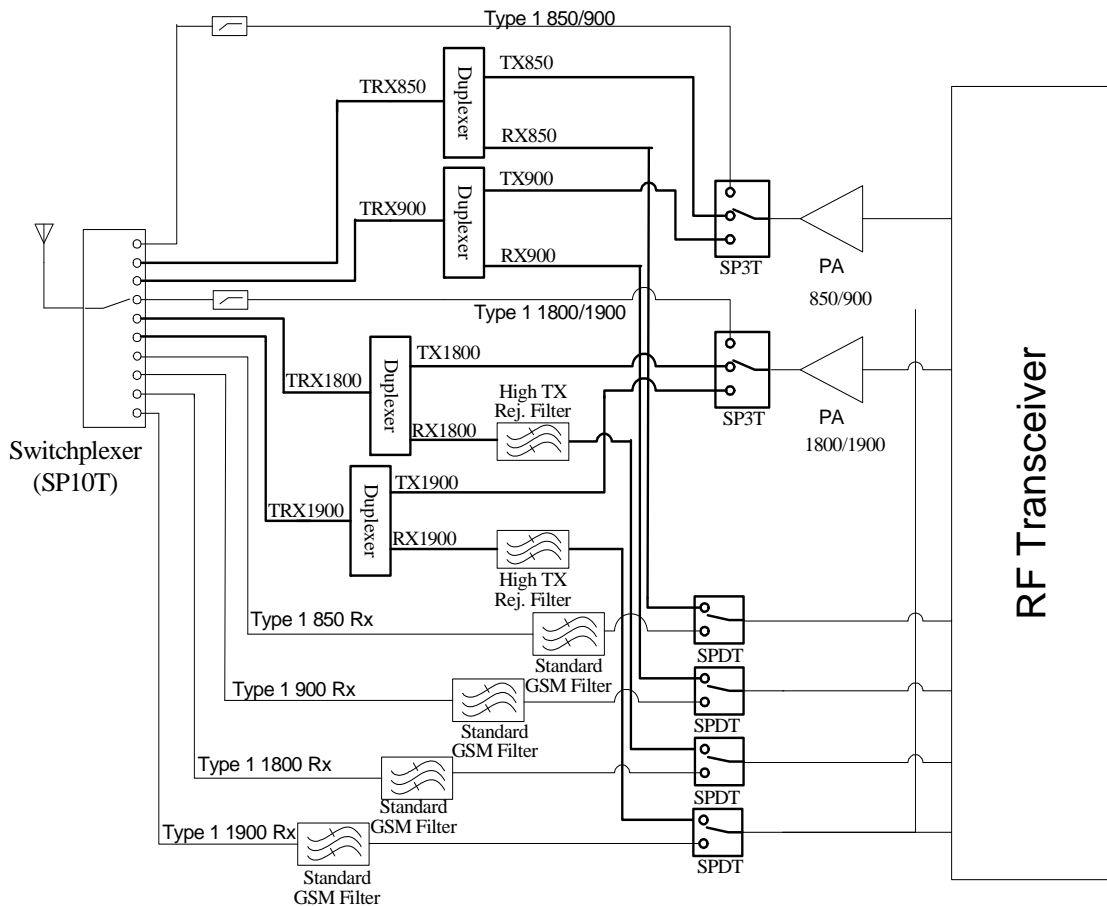 Type 1 850/900
TRX850
Duplexer
TX850
RX850
TRX900
Duplexer
TX900
RX900
SP3T
PA
850/900
Type 1 1800/1900
TRX1800
Duplexer
TX1800
RX1800
High TX
Rej. Filter
SP3T
PA
1800/1900
Switchplexer
(SP10T)
TRX1900
Duplexer
TX1900
RX1900
High TX
Rej. Filter
RF Transceiver
Type 1 850 Rx
Standard
GSM Filter
SPDT
Type 1 900 Rx
Standard
GSM Filter
SPDT
Type 1 1800 Rx
Standard
GSM Filter
SPDT
Type 1 1900 Rx
Standard
GSM Filter
SPDT